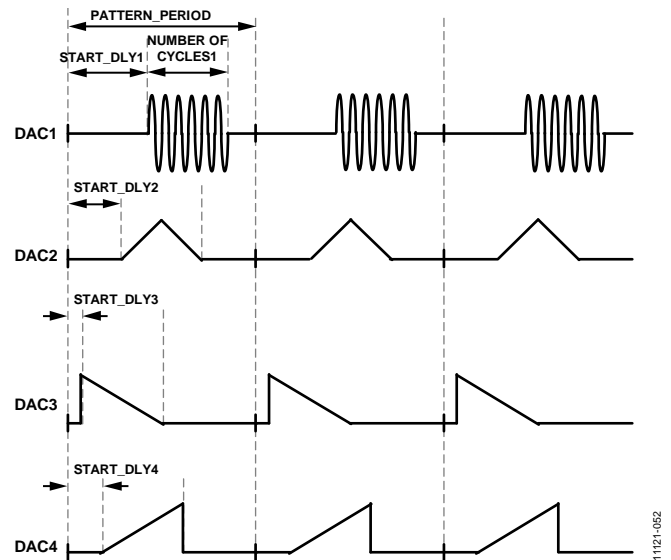 PATTERN_PERIOD
NUMBER OF
START_DLY1
CYCLES1
DAC1
START_DLY2
DAC2
START_DLY3
DAC3
START_DLY4
DAC4
11121-052